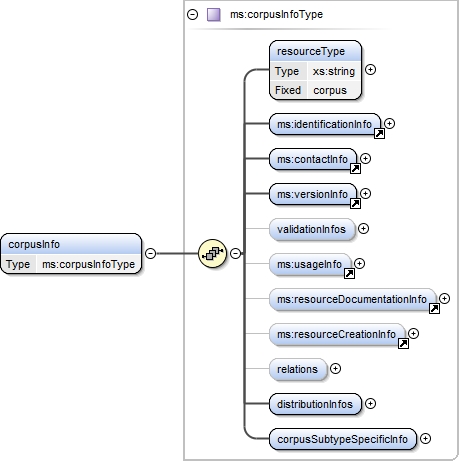 ms:corpusInfoType
resourceType
Type xs:string
Fixed corpus
ms:identificationInfo
ms:contactInfo
ms:versionInfo
validationInfos
corpusInfo
Type ms:corpusInfoType
ms:usageInfo
ms:resourceDocumentationInfo
ms:resourceCreationInfo
relations
distributionInfos
corpusSubtypeSpecificInfo